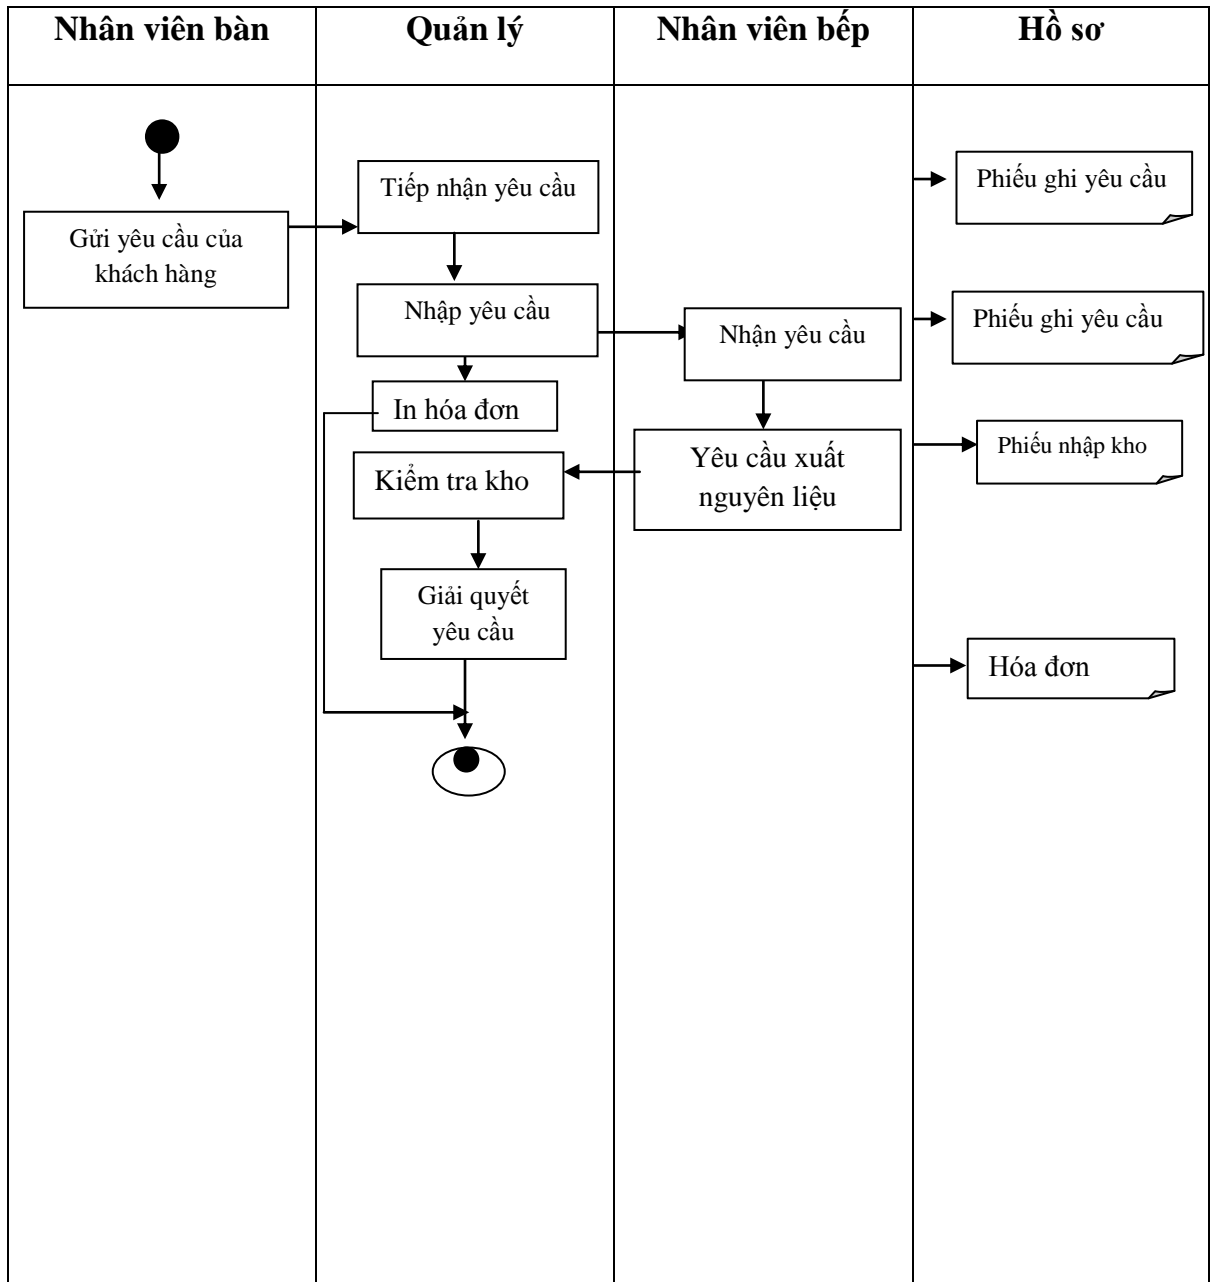 Nhân viên bàn
Quản lý
Nhân viên bếp
Hồ sơ
Gửi yêu cầu của
khách hàng
Tiếp nhận yêu cầu
Nhập yêu cầu
In hóa đơn
Kiểm tra kho
Giải quyết
yêu cầu
Nhận yêu cầu
Yêu cầu xuất
nguyên liệu
Phiếu ghi yêu cầu
Phiếu ghi yêu cầu
Phiếu nhập kho
Hóa đơn